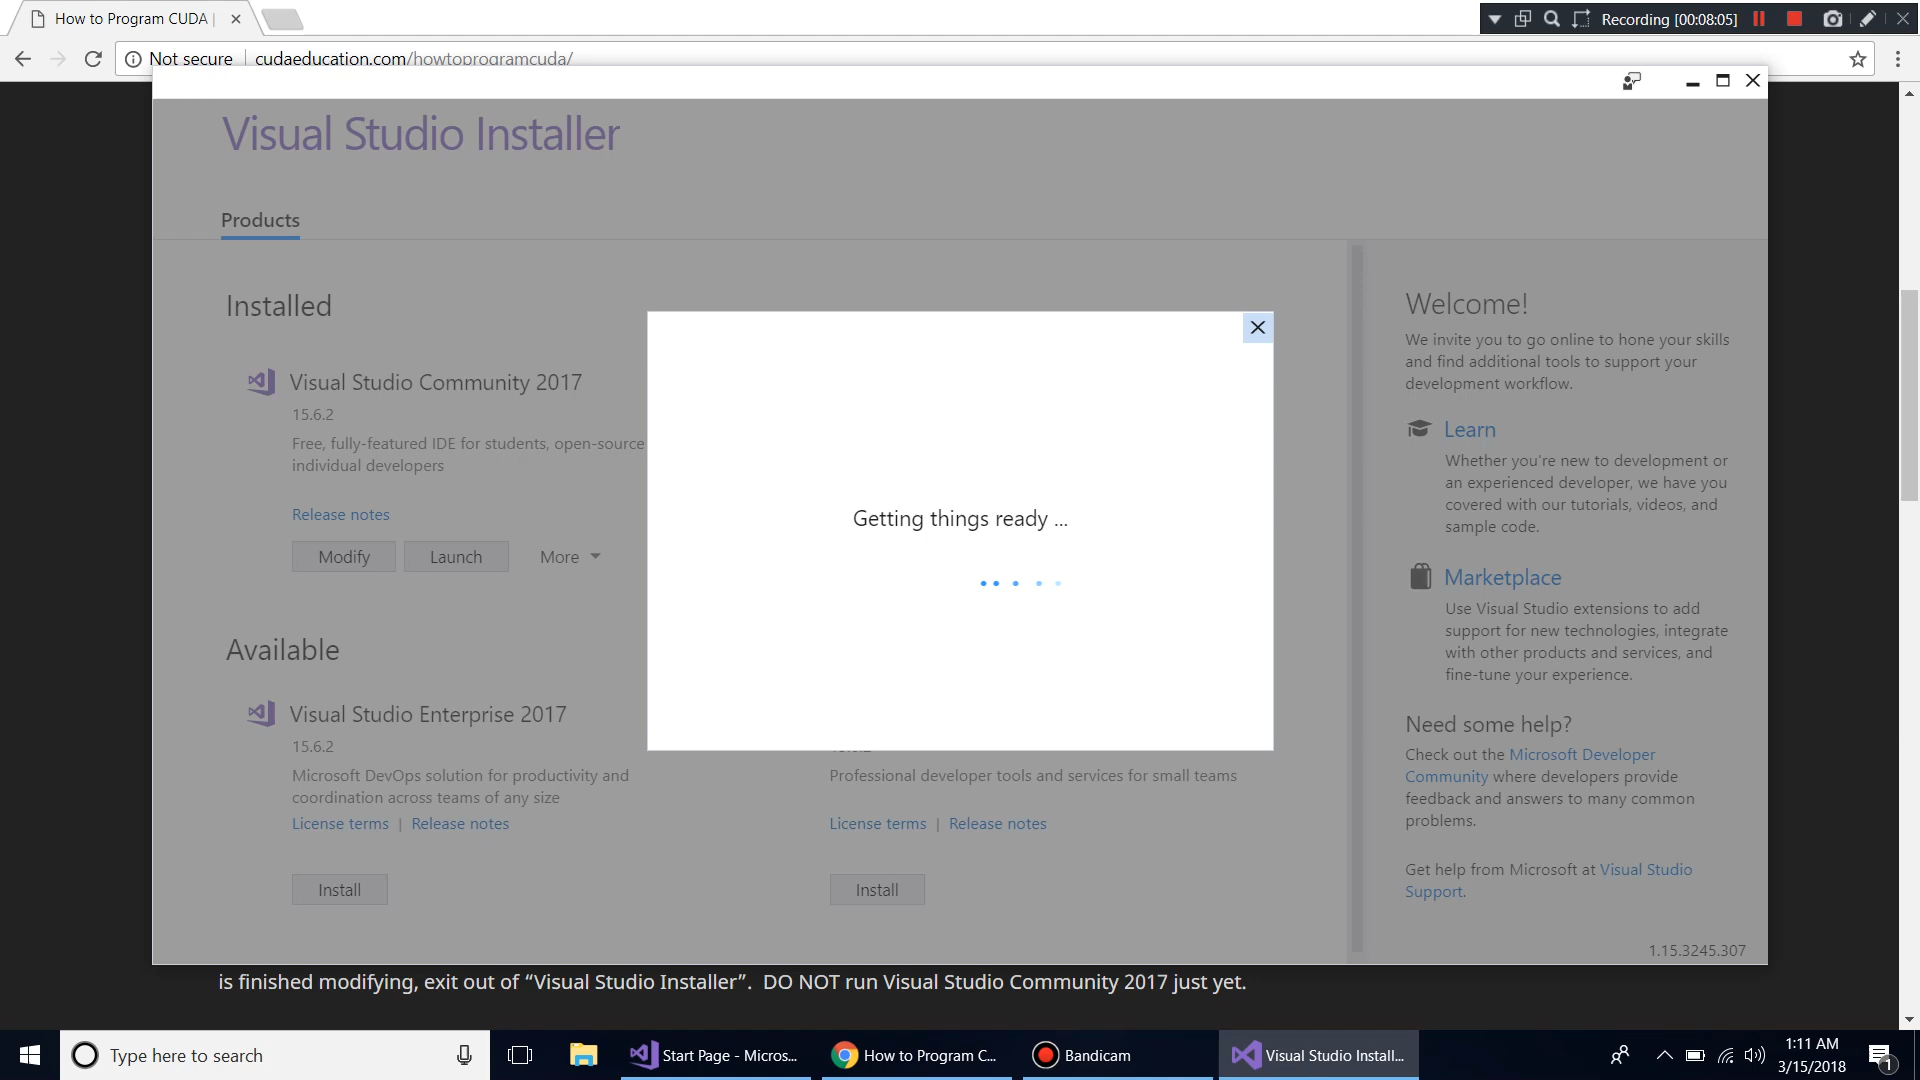 How to Program CUDA |
Recording [00:08:05]
Not secure
cudaeducation.com/howtoprogramcuda/
Visual Studio Installer
Products
Installed
Visual Studio Community 2017
15.6.2
Free, fully-featured IDE for students, open-source
individual developers
Release notes
Modify
Launch
More
Getting things ready ...
Available
Visual Studio Enterprise 2017
15.6.2
Microsoft DevOps solution for productivity and
coordination across teams of any size
License terms | Release notes
Install
Professional developer tools and services for small teams
License terms | Release notes
Install
Welcome!
We invite you to go online to hone your skills
and find additional tools to support your
development workflow.
Learn
Whether you're new to development or
an experienced developer, we have you
covered with our tutorials, videos, and
sample code.
Marketplace
Use Visual Studio extensions to add
support for new technologies, integrate
with other products and services, and
fine-tune your experience.
Need some help?
Check out the Microsoft Developer
Community where developers provide
feedback and answers to many common
problems.
Get help from Microsoft at Visual Studio
Support.
1.15.3245.307
is finished modifying, exit out of “Visual Studio Installer”. DO NOT run Visual Studio Community 2017 just yet.
Type here to search
Start Page - Micros...
How to Program C...
Bandicam
Visual Studio Install...
1:11 AM
3/15/2018
1